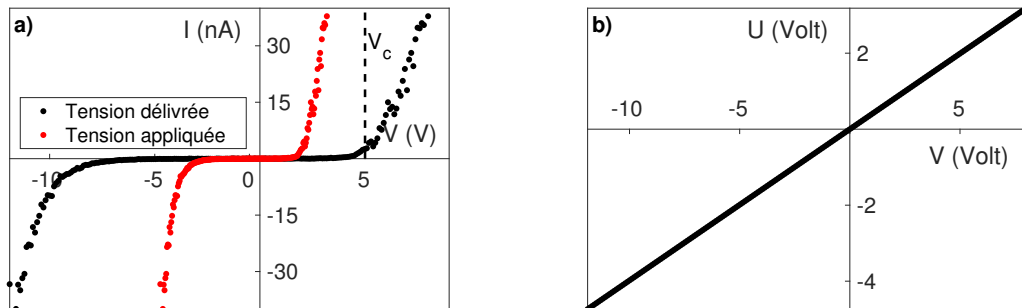 a)
I (nA)
30
V_c
15
Tension délivrée
Tension appliquée
V (V)
-10
-5
0
5
-15
-30
b)
U (Volt)
2
-10
-5
5
V (Volt)
-2
-4